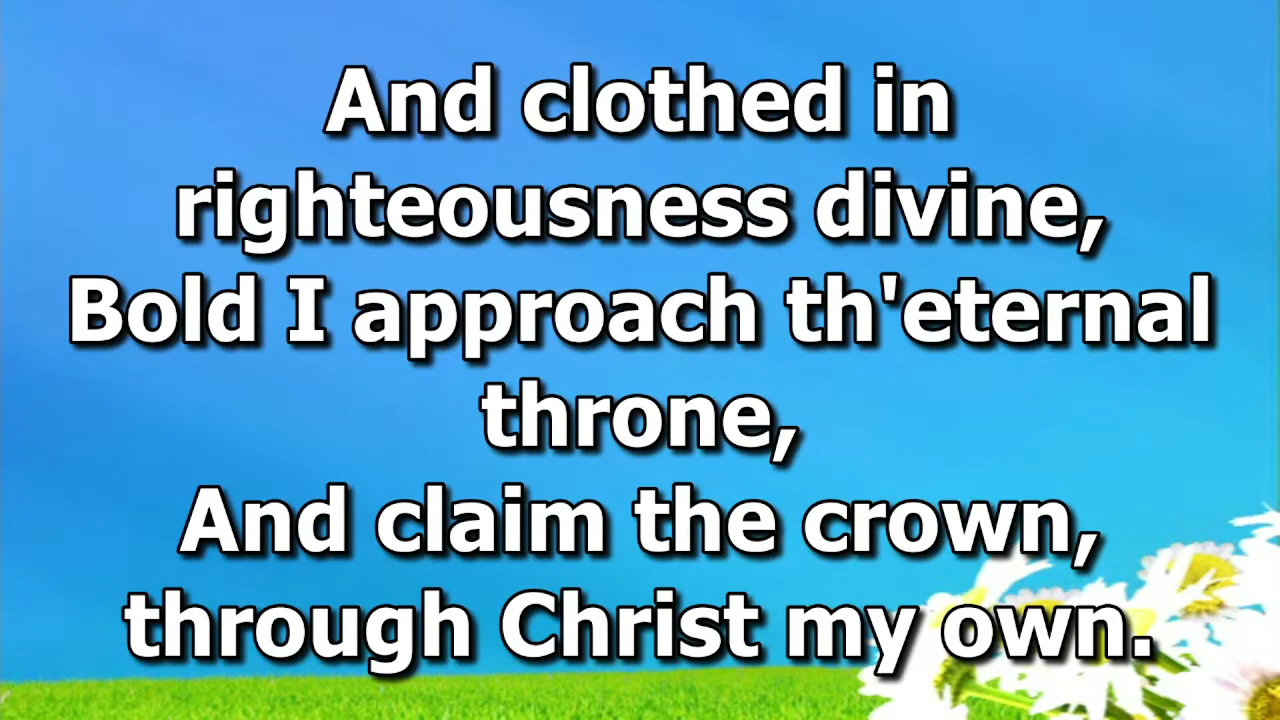 And clothed in
righteousness divine,
Bold I approach th'eternal
throne,
And claim the crown,
through Christ my own.